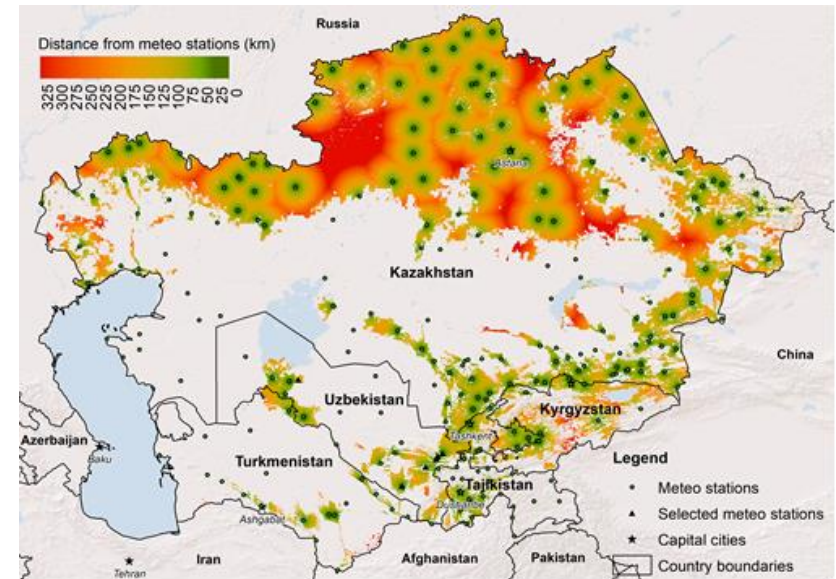 Russia
Distance from meteo stations (km)
325 300 275 250 225 200 175 150 125 100 75 50 25 0
Astana
Kazakhstan
China
Uzbekistan
Kyrgyzstan
Azerbaijan
Tashkent
Baku
Turkmenistan
Legend
Tajikistan
Meteo stations
Dushanbe
Selected meteo stations
Ashgabat
Capital cities
Iran
Afghanistan
Pakistan
Country boundaries
Tehran